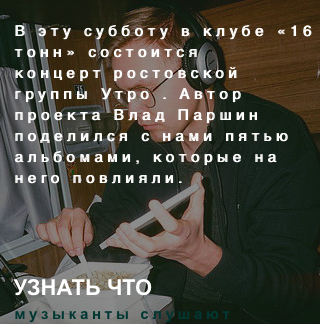 В эту субботу в клубе «16
тонн» состоится
концерт ростовской
группы Утро . Автор
проекта Влад Паршин
поделился с нами пятью
альбомами, которые на
него повлияли.
УЗНАТЬ ЧТО
музыканты слушают